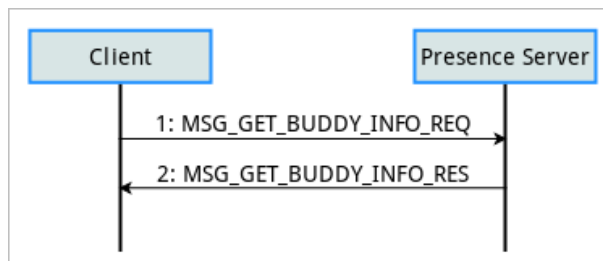 Client
Presence Server
1: MSG_GET_BUDDY_INFO_REQ
2: MSG_GET_BUDDY_INFO_RES